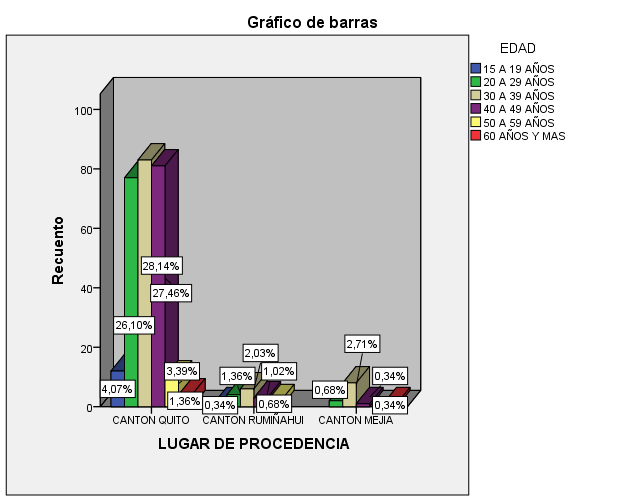 Gráfico de barras
EDAD
15 A 19 AÑOS
20 A 29 AÑOS
30 A 39 AÑOS
40 A 49 AÑOS
50 A 59 AÑOS
60 AÑOS Y MAS
Recuento
100
80
60
40
20
0
28,14%
27,46%
26,10%
4,07%
3,39%
1,36%
2,03%
1,36%
1,02%
0,34%
0,68%
2,71%
0,68%
0,34%
0,34%
CANTON QUITO
CANTON RUMIÑAHUI
CANTON MEJIA
LUGAR DE PROCEDENCIA